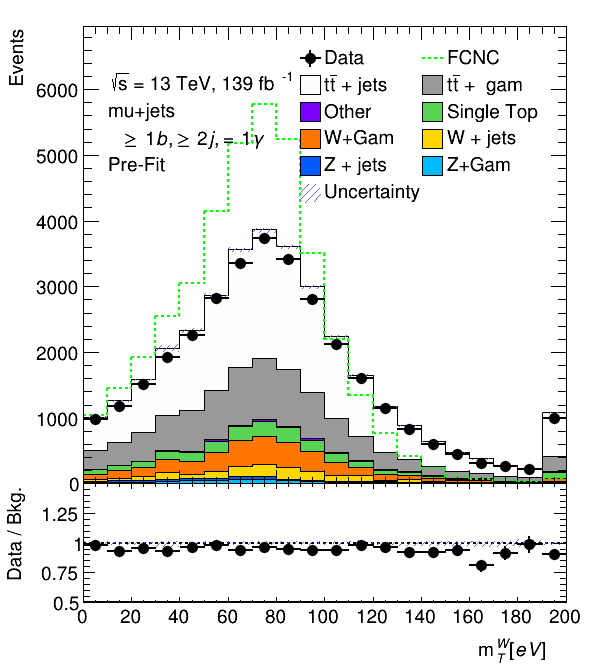 Events
6000
5000
4000
3000
2000
1000
0
√s = 13 TeV, 139 fb⁻¹
mu+jets
≥ 1b, ≥ 2j, = 1γ
Pre-Fit
Data
FCNC
tt̄ + jets
tt̄ + gam
Other
Single Top
W+Gam
W + jets
Z + jets
Z+Gam
Uncertainty
Data / Bkg.
1.25
1
0.75
0.5
0 20 40 60 80 100 120 140 160 180 200
m_T^W[eV]